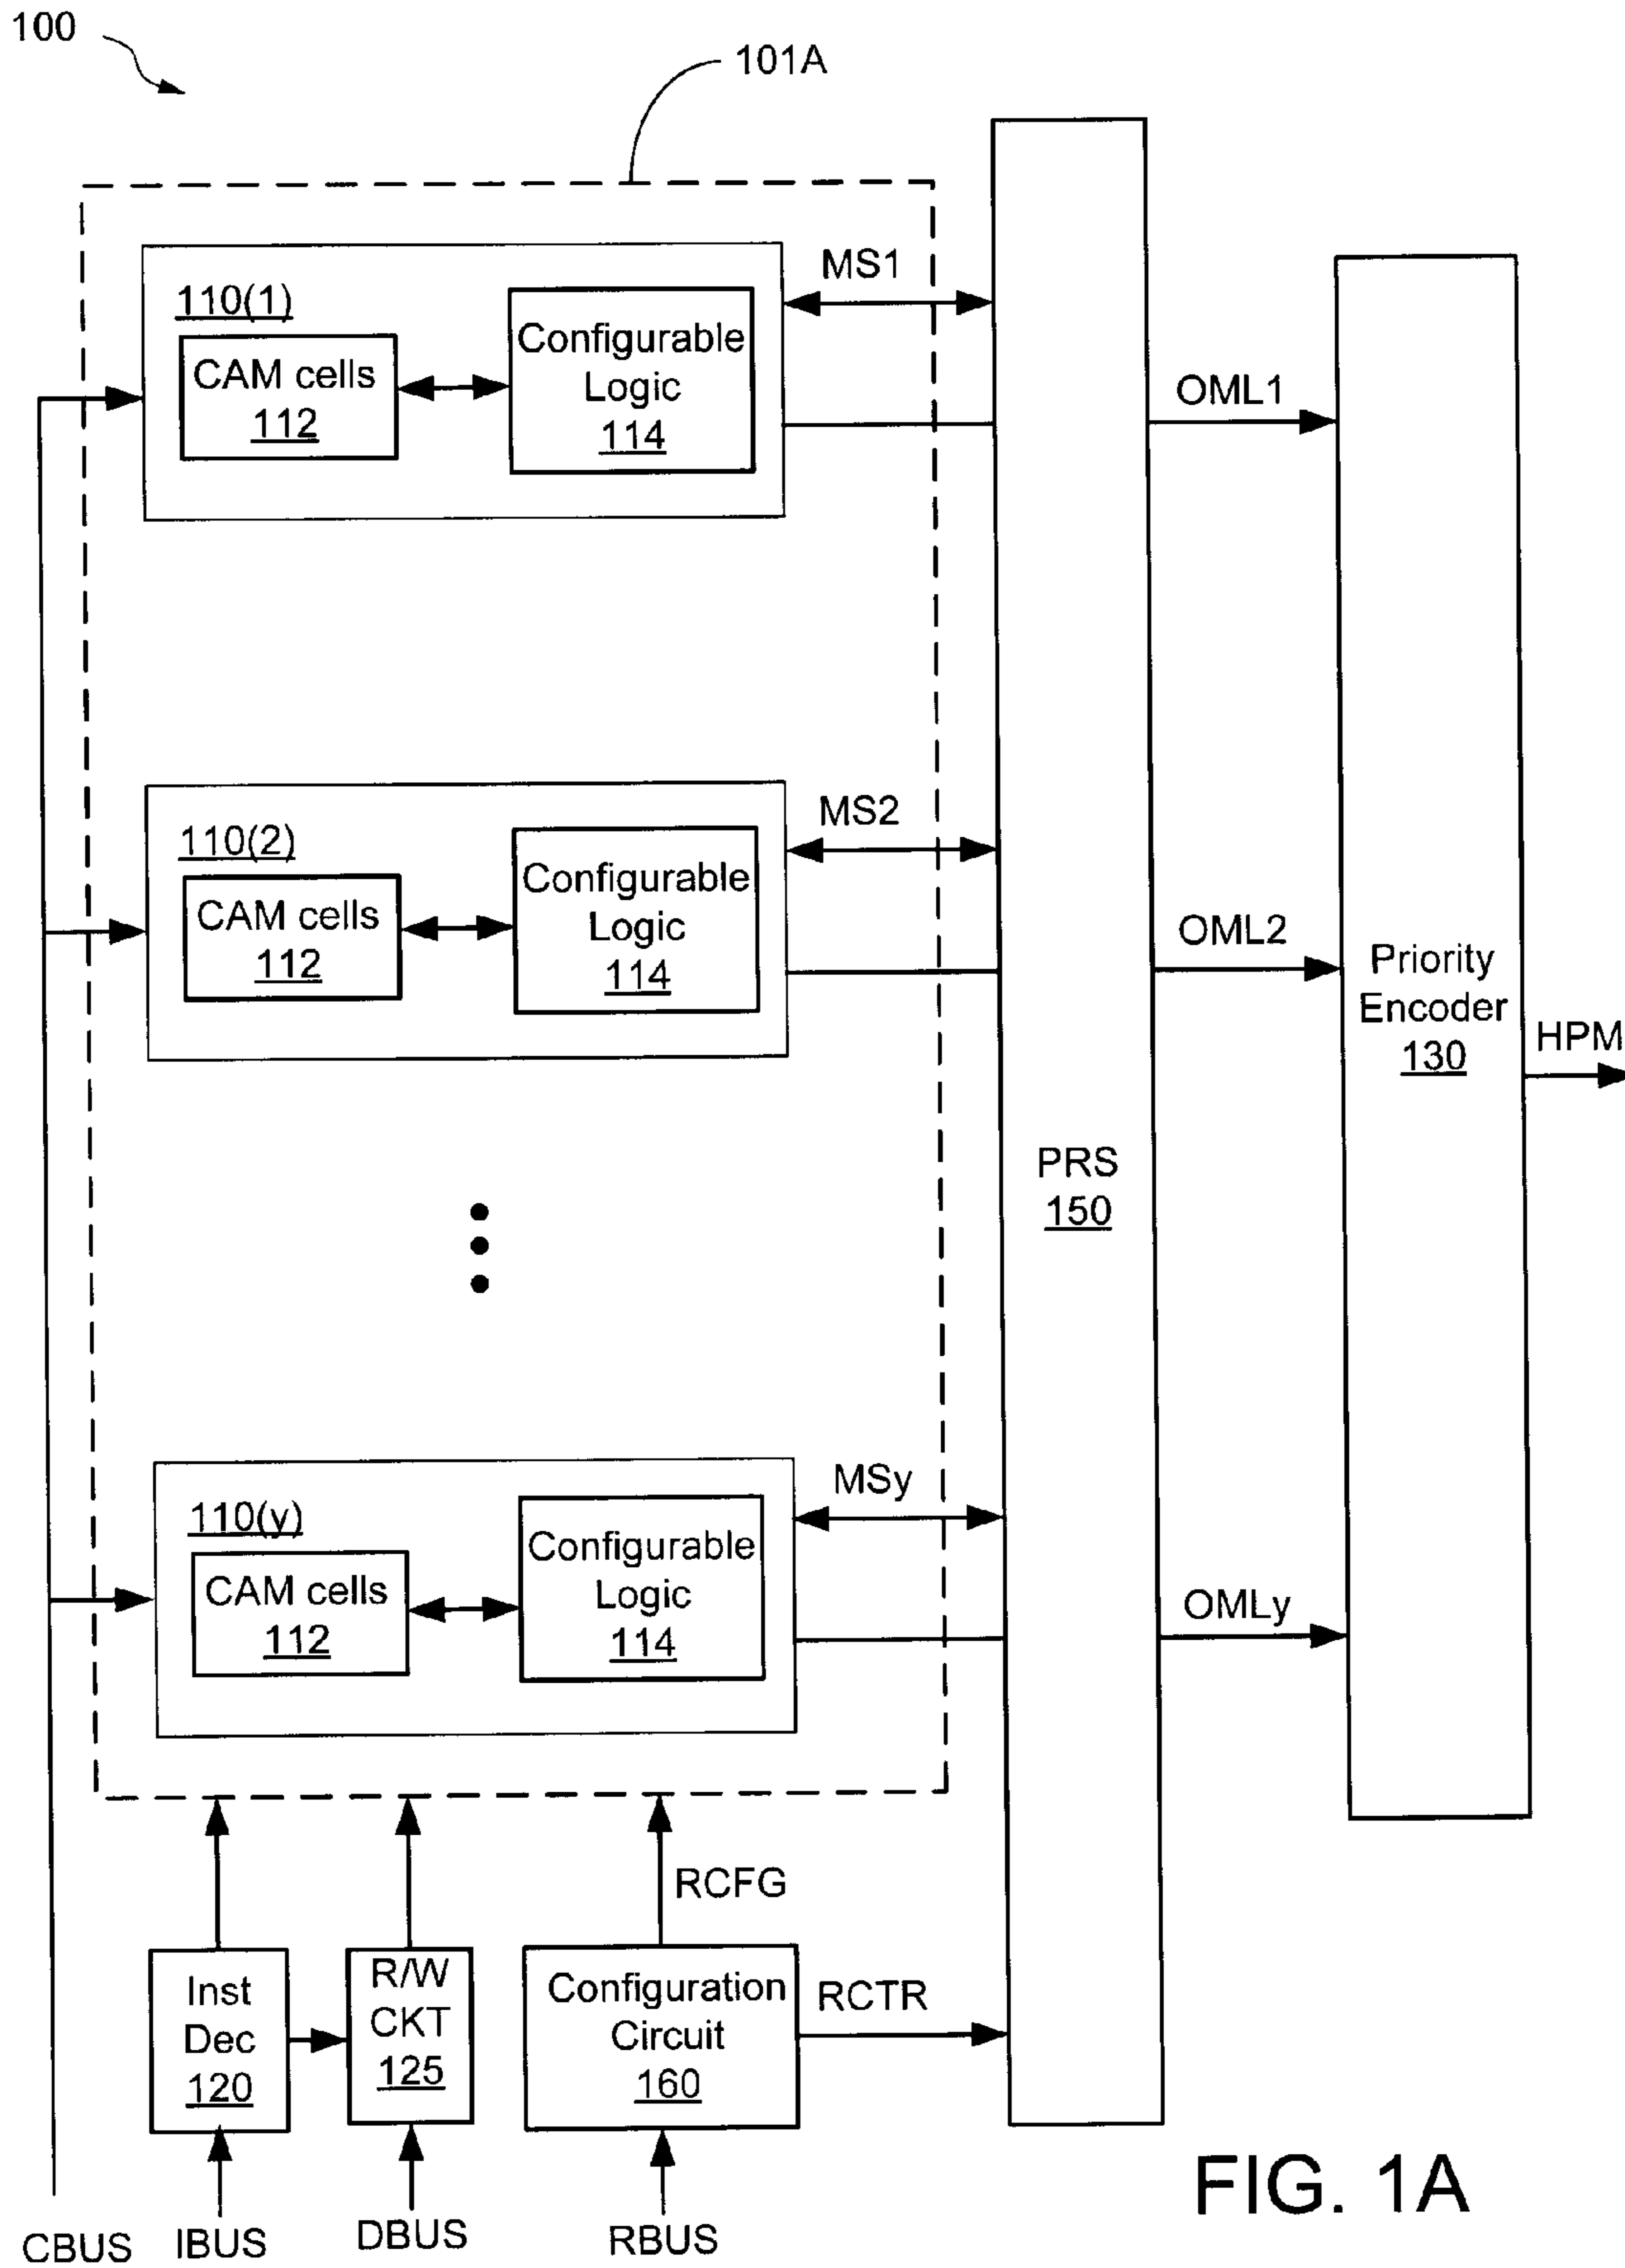 100
101A
110(1)
CAM cells
112
Configurable
Logic
114
MS1
OML1
110(2)
CAM cells
112
Configurable
Logic
114
MS2
OML2
Priority
Encoder
130
HPM
PRS
150
110(y)
CAM cells
112
Configurable
Logic
114
MSy
OMLy
RCFG
Inst
Dec
120
R/W
CKT
125
Configuration
Circuit
160
RCTR
CBUS
IBUS
DBUS
RBUS
FIG. 1A